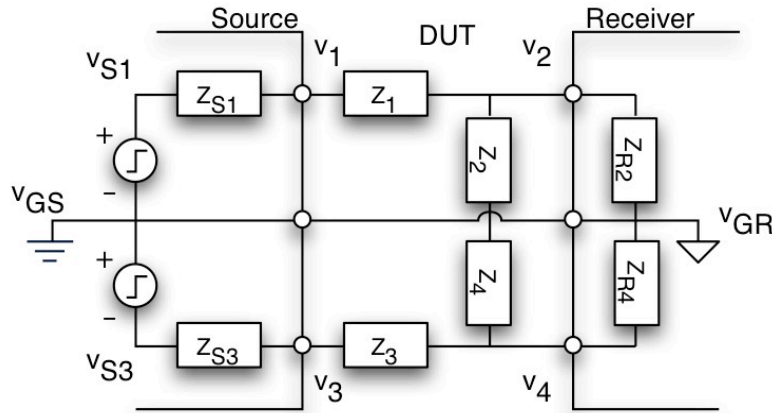 Source
DUT
Receiver
vS1
v1
v2
ZS1
Z1
+
-
Z2
ZR2
vGS
vGR
+
-
Z4
ZR4
ZS3
Z3
vS3
v3
v4